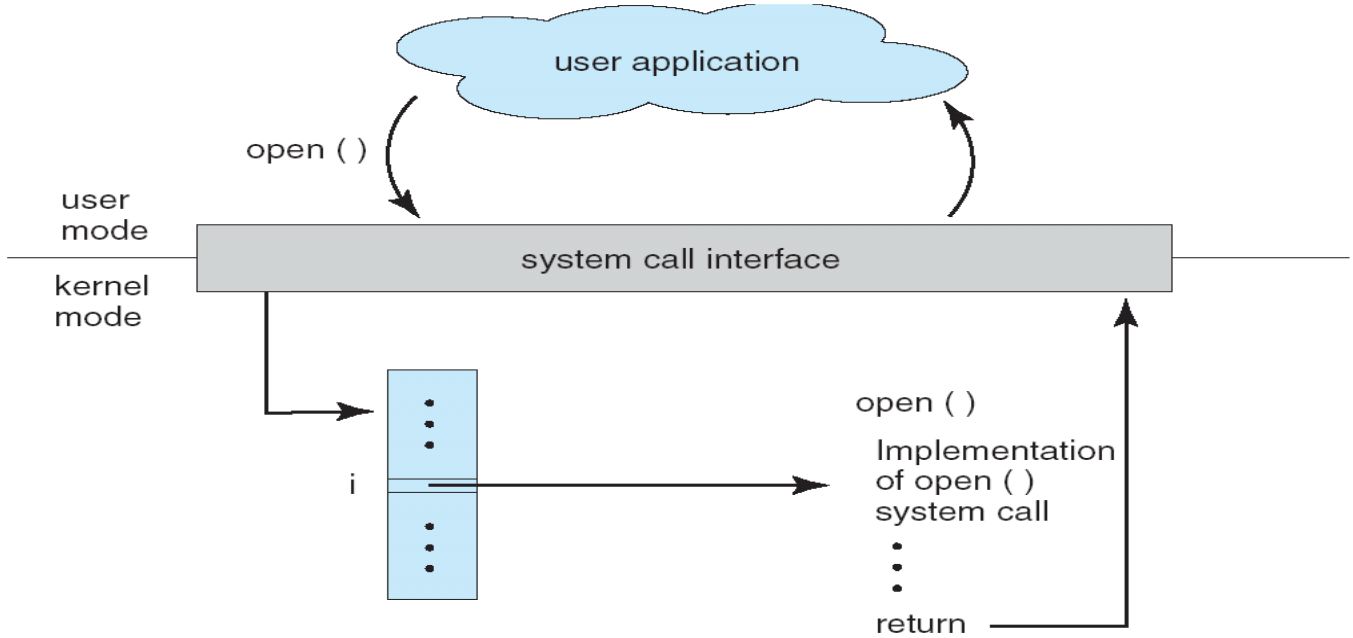 user application
open ( )
user
mode
system call interface
kernel
mode
open ( )
Implementation
i
of open ( )
system call
return